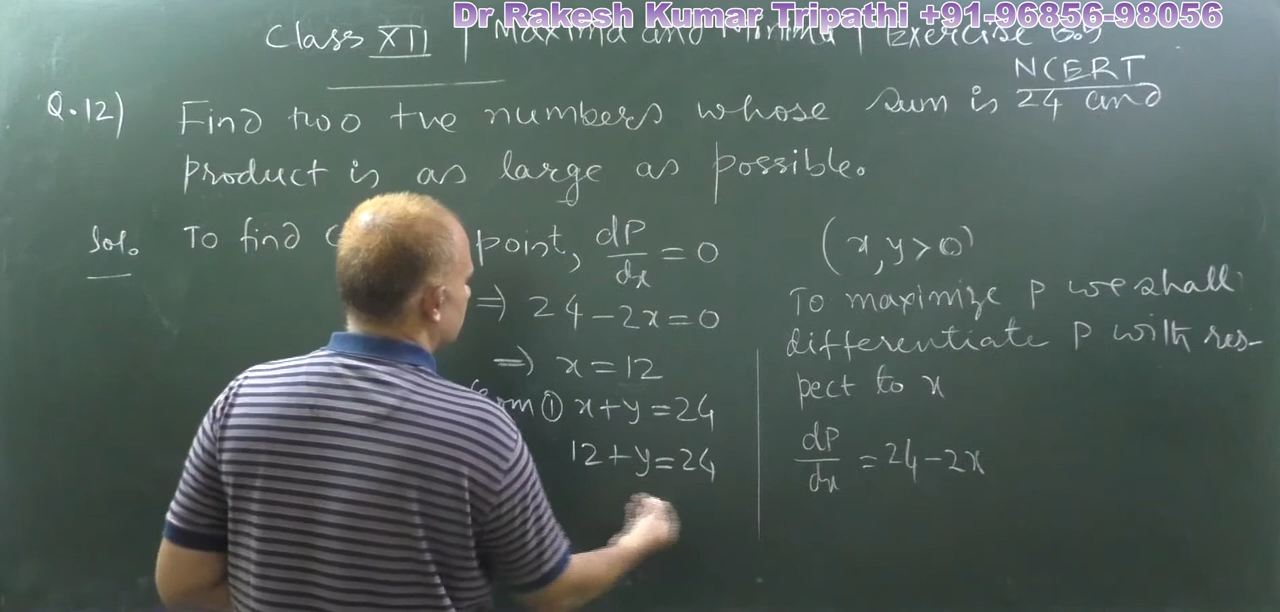 Dr Rakesh Kumar Tripathi +91-96856-98056
Class XII | Maxima and Minima | Exercise
NCERT
Q.12) Find two +ve numbers whose sum is 24 and
product is as large as possible.
Sol. To find point, dP/dx = 0
⇒ 24 - 2x = 0
⇒ x = 12
From ① x + y = 24
12 + y = 24
(x, y > 0)
To maximize P we shall
differentiate P with res-
pect to x
dP/dx = 24 - 2x